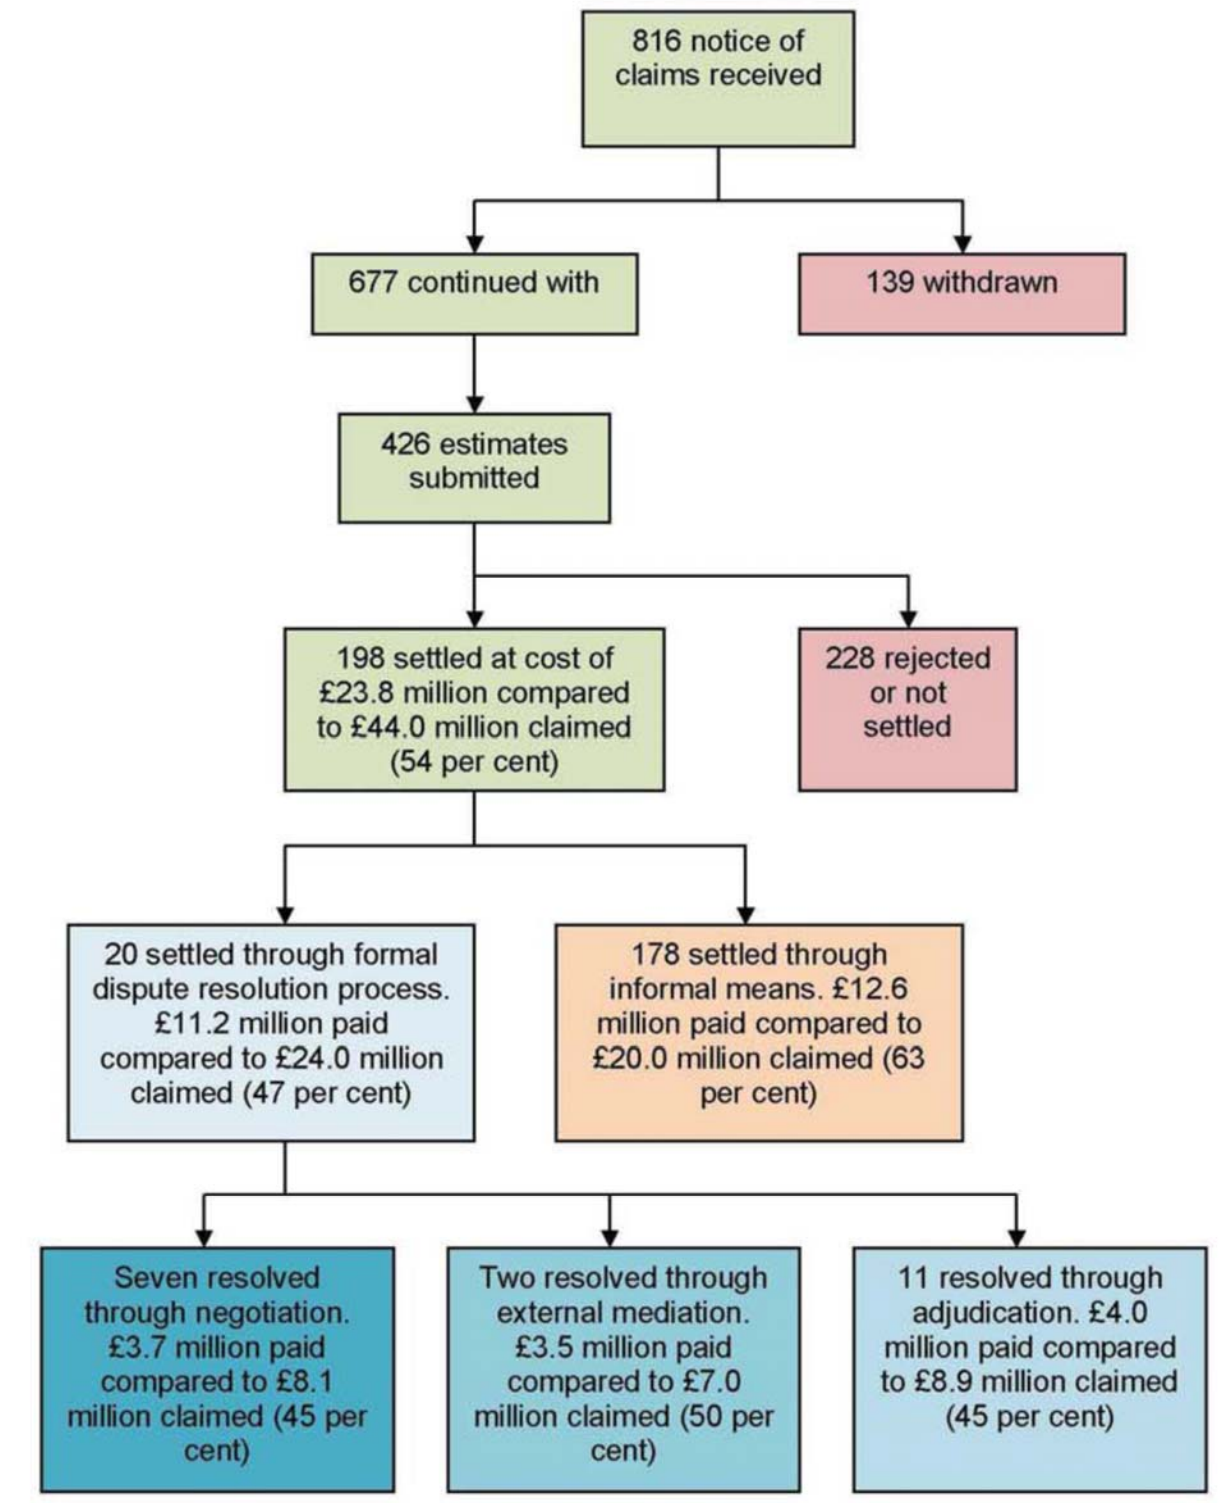 816 notice of
claims received
677 continued with
139 withdrawn
426 estimates
submitted
198 settled at cost of
£23.8 million compared
to £44.0 million claimed
(54 per cent)
228 rejected
or not
settled
20 settled through formal
dispute resolution process.
£11.2 million paid
compared to £24.0 million
claimed (47 per cent)
178 settled through
informal means. £12.6
million paid compared to
£20.0 million claimed (63
per cent)
Seven resolved
through negotiation.
£3.7 million paid
compared to £8.1
million claimed (45 per
cent)
Two resolved through
external mediation.
£3.5 million paid
compared to £7.0
million claimed (50 per
cent)
11 resolved through
adjudication. £4.0
million paid compared
to £8.9 million claimed
(45 per cent)